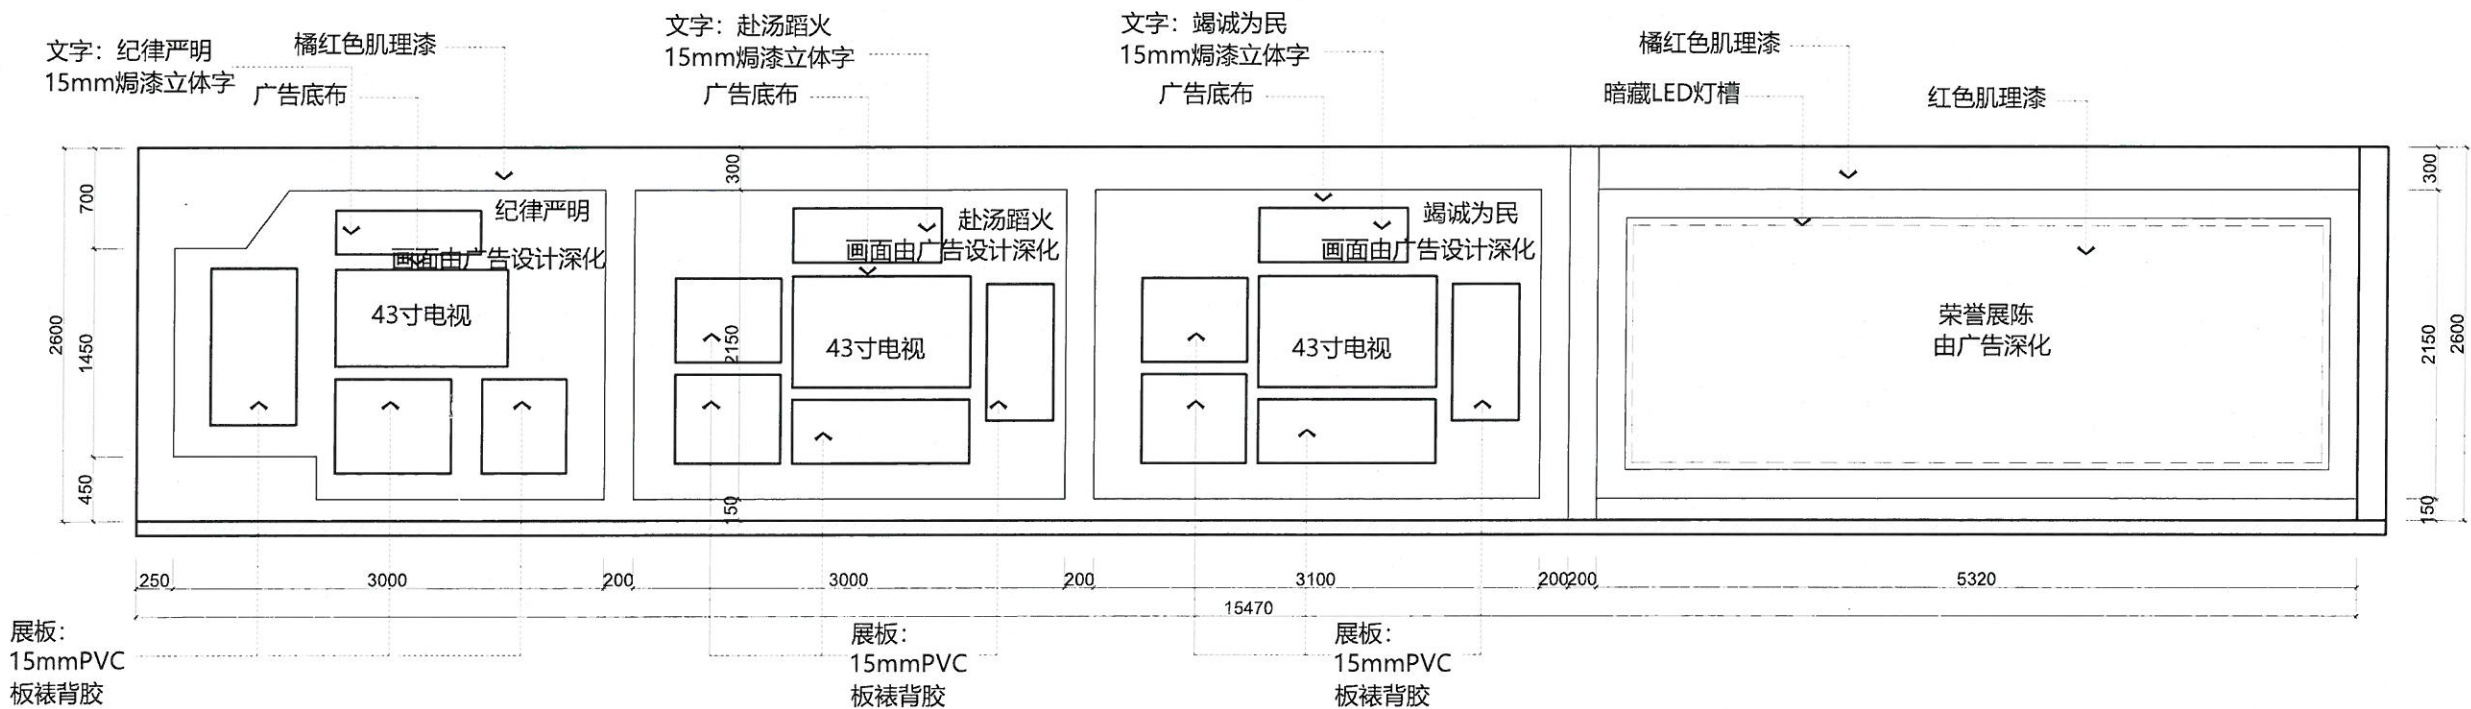 文字：纪律严明
15mm焗漆立体字
橘红色肌理漆
广告底布
文字：赴汤蹈火
15mm焗漆立体字
广告底布
文字：竭诚为民
15mm焗漆立体字
广告底布
橘红色肌理漆
暗藏LED灯槽
红色肌理漆
2600
700
1450
450
纪律严明
画面由广告设计深化
43寸电视
300
2150
150
赴汤蹈火
画面由广告设计深化
43寸电视
竭诚为民
画面由广告设计深化
43寸电视
荣誉展陈
由广告深化
300
2150
150
2600
250
3000
200
3000
200
3100
200
200
5320
15470
展板：
15mmPVC
板裱背胶
展板：
15mmPVC
板裱背胶
展板：
15mmPVC
板裱背胶